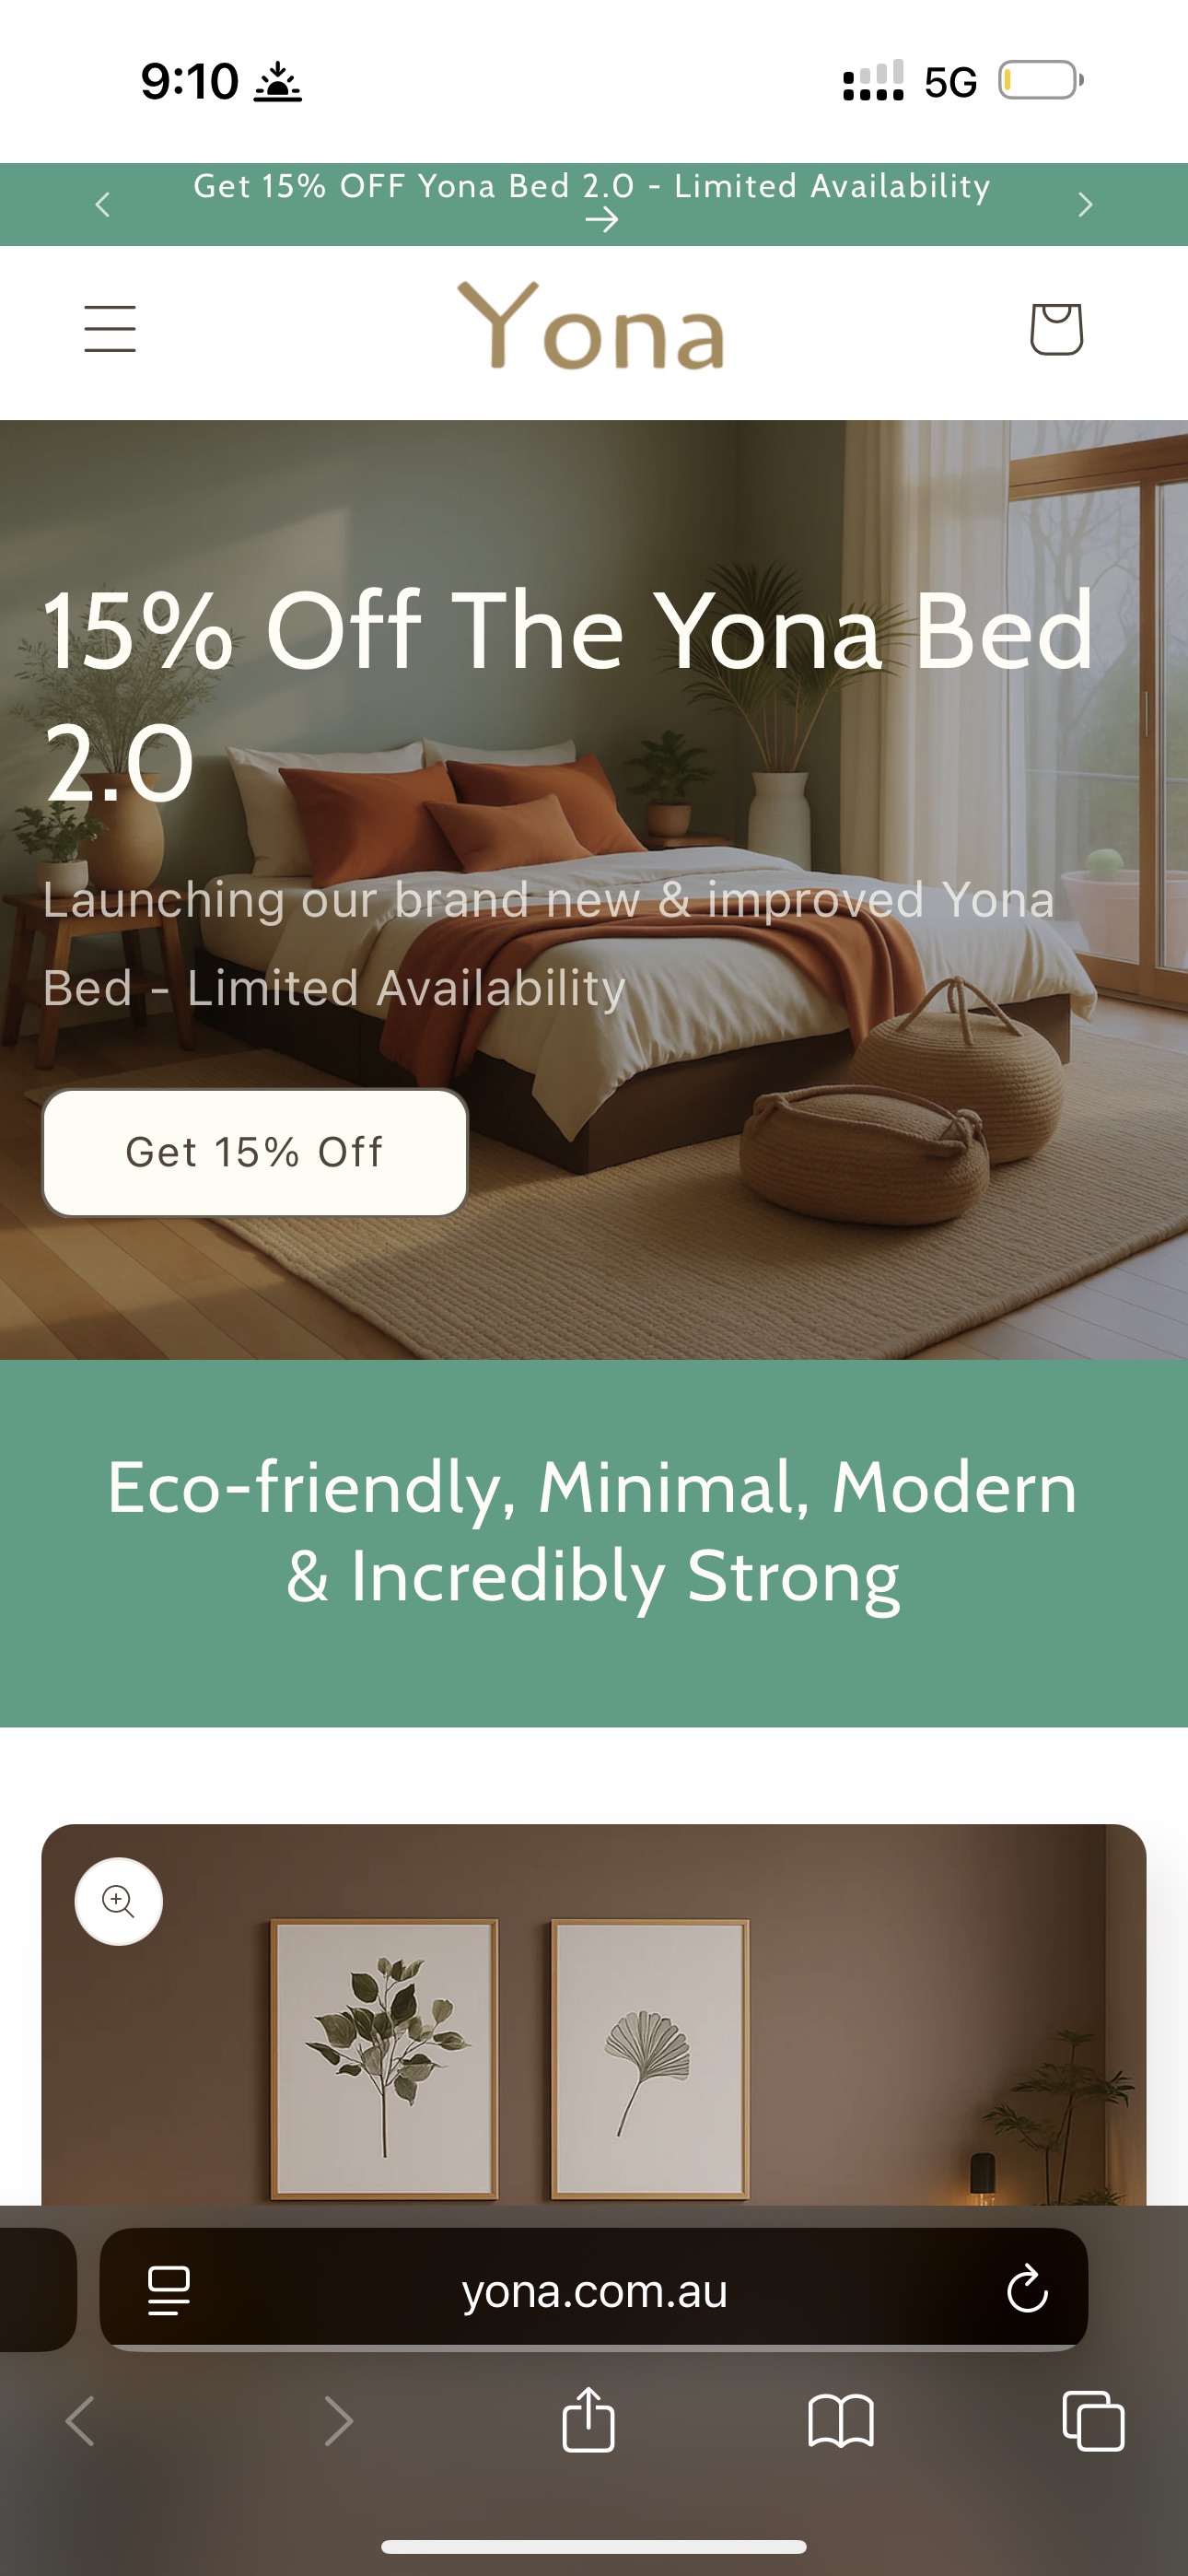 9:10
5G
Get 15% OFF Yona Bed 2.0 - Limited Availability
→
Yona
15% Off The Yona Bed
2.0
Launching our brand new & improved Yona
Bed - Limited Availability
Get 15% Off
Eco-friendly, Minimal, Modern
& Incredibly Strong
yona.com.au